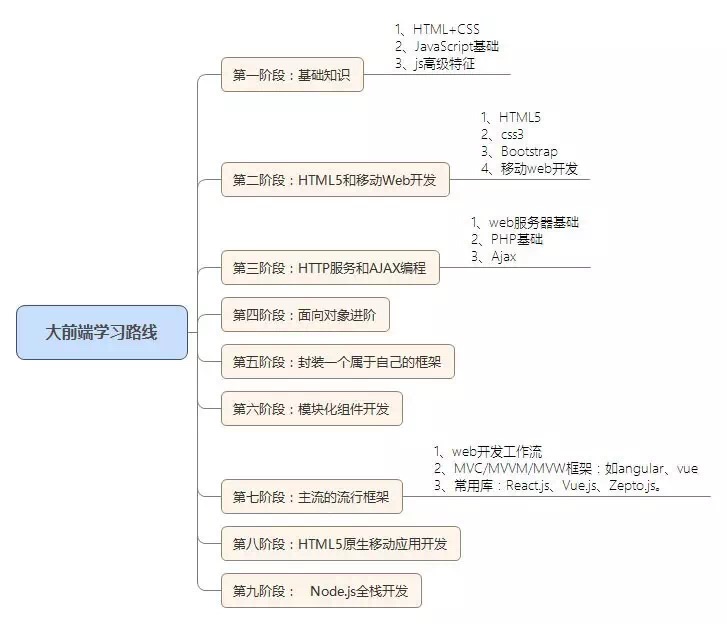 1、HTML+CSS
2、JavaScript基础
3、js高级特征
第一阶段：基础知识
1、HTML5
2、css3
3、Bootstrap
4、移动web开发
第二阶段：HTML5和移动Web开发
1、web服务器基础
2、PHP基础
3、Ajax
第三阶段：HTTP服务和AJAX编程
第四阶段：面向对象进阶
大前端学习路线
第五阶段：封装一个属于自己的框架
第六阶段：模块化组件开发
1、web开发工作流
2、MVC/MVVM/MVW框架：如angular、vue
3、常用库：React.js、Vue.js、Zepto.js。
第七阶段：主流的流行框架
第八阶段：HTML5原生移动应用开发
第九阶段： Node.js全栈开发